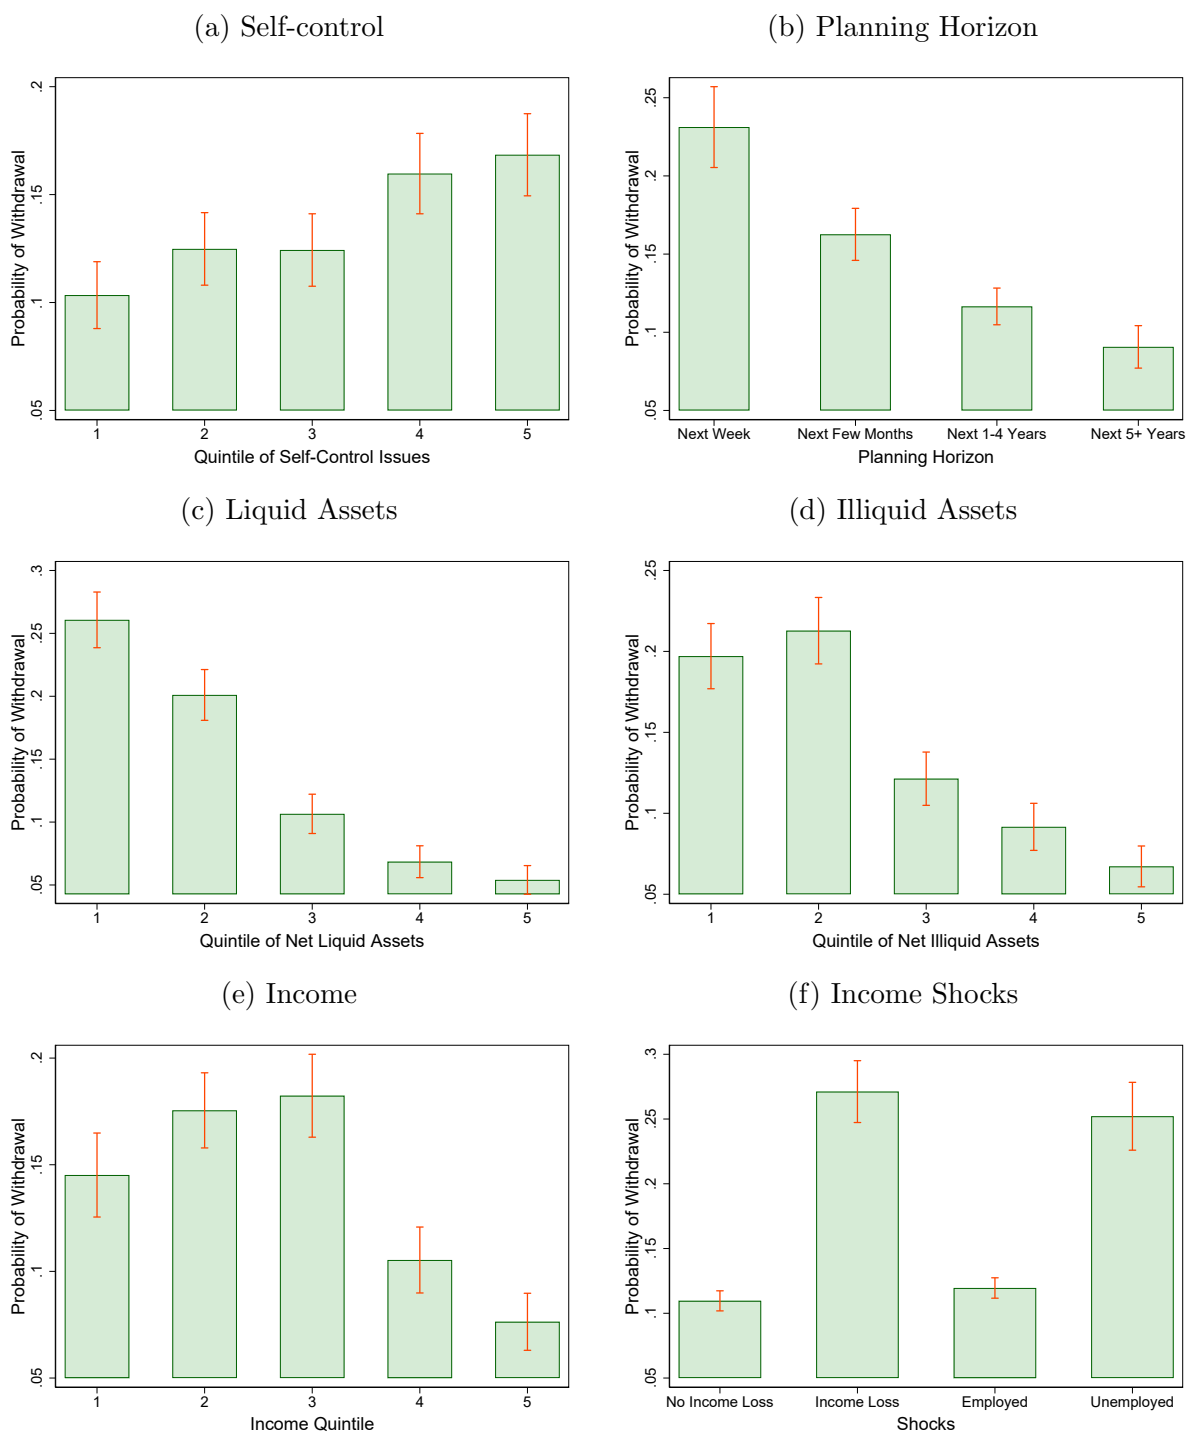 (a) Self-control
Probability of Withdrawal
.2
.15
.1
.05
1 2 3 4 5
Quintile of Self-Control Issues
(b) Planning Horizon
Probability of Withdrawal
.25
.2
.15
.1
.05
Next Week Next Few Months Next 1-4 Years Next 5+ Years
Planning Horizon
(c) Liquid Assets
Probability of Withdrawal
.3
.25
.2
.15
.1
.05
1 2 3 4 5
Quintile of Net Liquid Assets
(d) Illiquid Assets
Probability of Withdrawal
.25
.2
.15
.1
.05
1 2 3 4 5
Quintile of Net Illiquid Assets
(e) Income
Probability of Withdrawal
.2
.15
.1
.05
1 2 3 4 5
Income Quintile
(f) Income Shocks
Probability of Withdrawal
.3
.25
.2
.15
.1
.05
No Income Loss Income Loss Employed Unemployed
Shocks